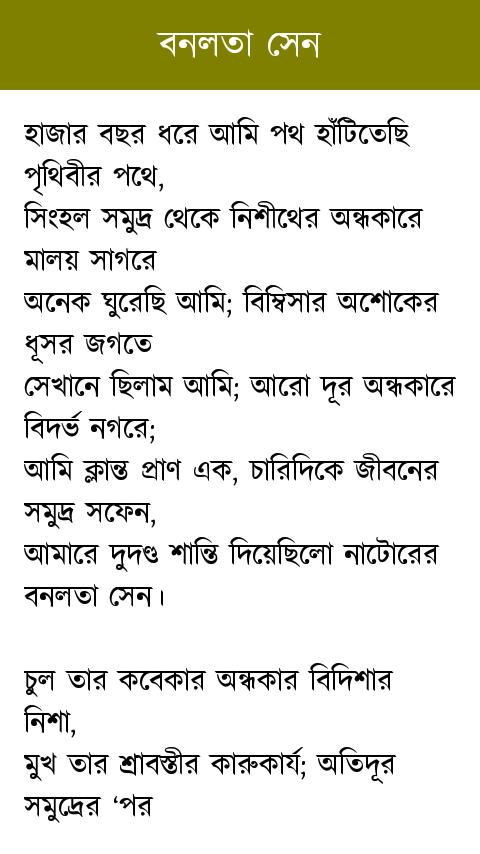 বনলতা সেন
হাজার বছর ধরে আমি পথ হাঁটিতেছি
পৃথিবীর পথে,
সিংহল সমুদ্র থেকে নিশীথের অন্ধকারে
মালয় সাগরে
অনেক ঘুরেছি আমি; বিম্বিসার অশোকের
ধূসর জগতে
সেখানে ছিলাম আমি; আরো দূর অন্ধকারে
বিদর্ভ নগরে;
আমি ক্লান্ত প্রাণ এক, চারিদিকে জীবনের
সমুদ্র সফেন,
আমারে দুদণ্ড শান্তি দিয়েছিলো নাটোরের
বনলতা সেন।
চুল তার কবেকার অন্ধকার বিদিশার
নিশা,
মুখ তার শ্রাবস্তীর কারুকার্য; অতিদূর
সমুদ্রের ‘পর